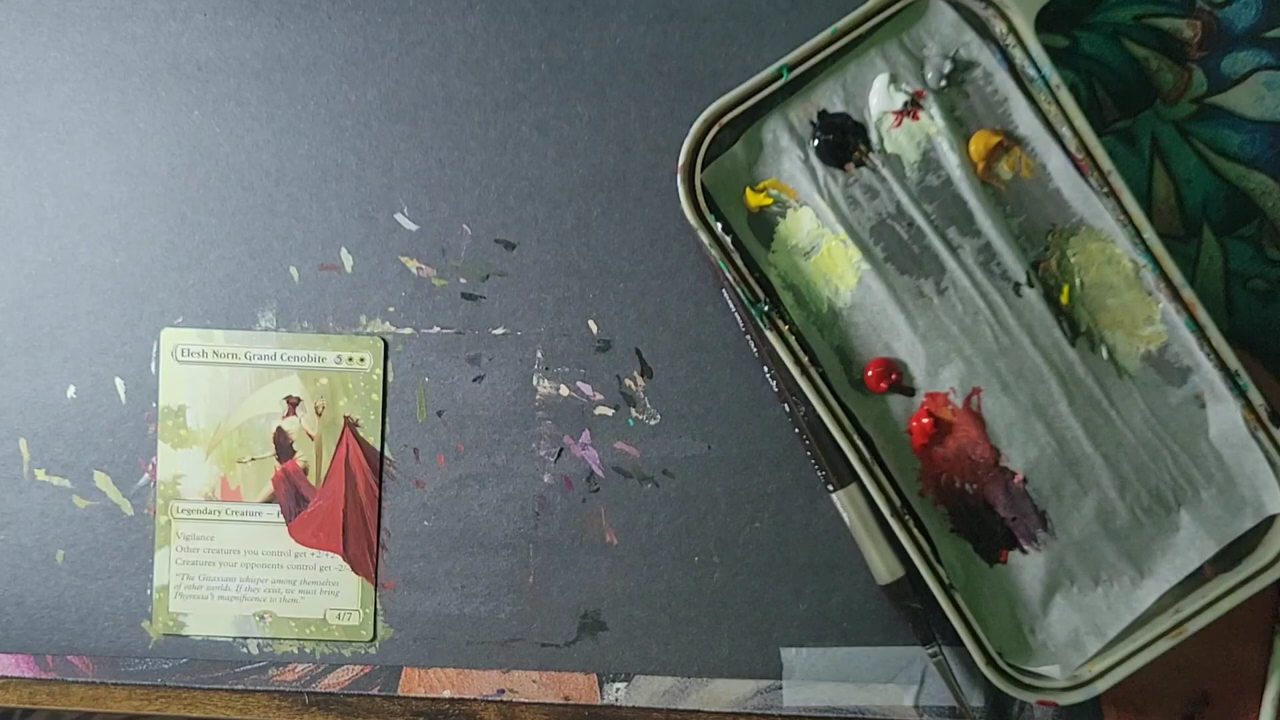 Elesh Norn, Grand Cenobite 5
Legendary Creature —
Vigilance
Other creatures you control get +2/+2
Creatures your opponents control get -2/-
"The Gitaxians whisper among themselves
of other worlds. If they exist, we must bring
Phyrexia's magnificence to them."
4/7